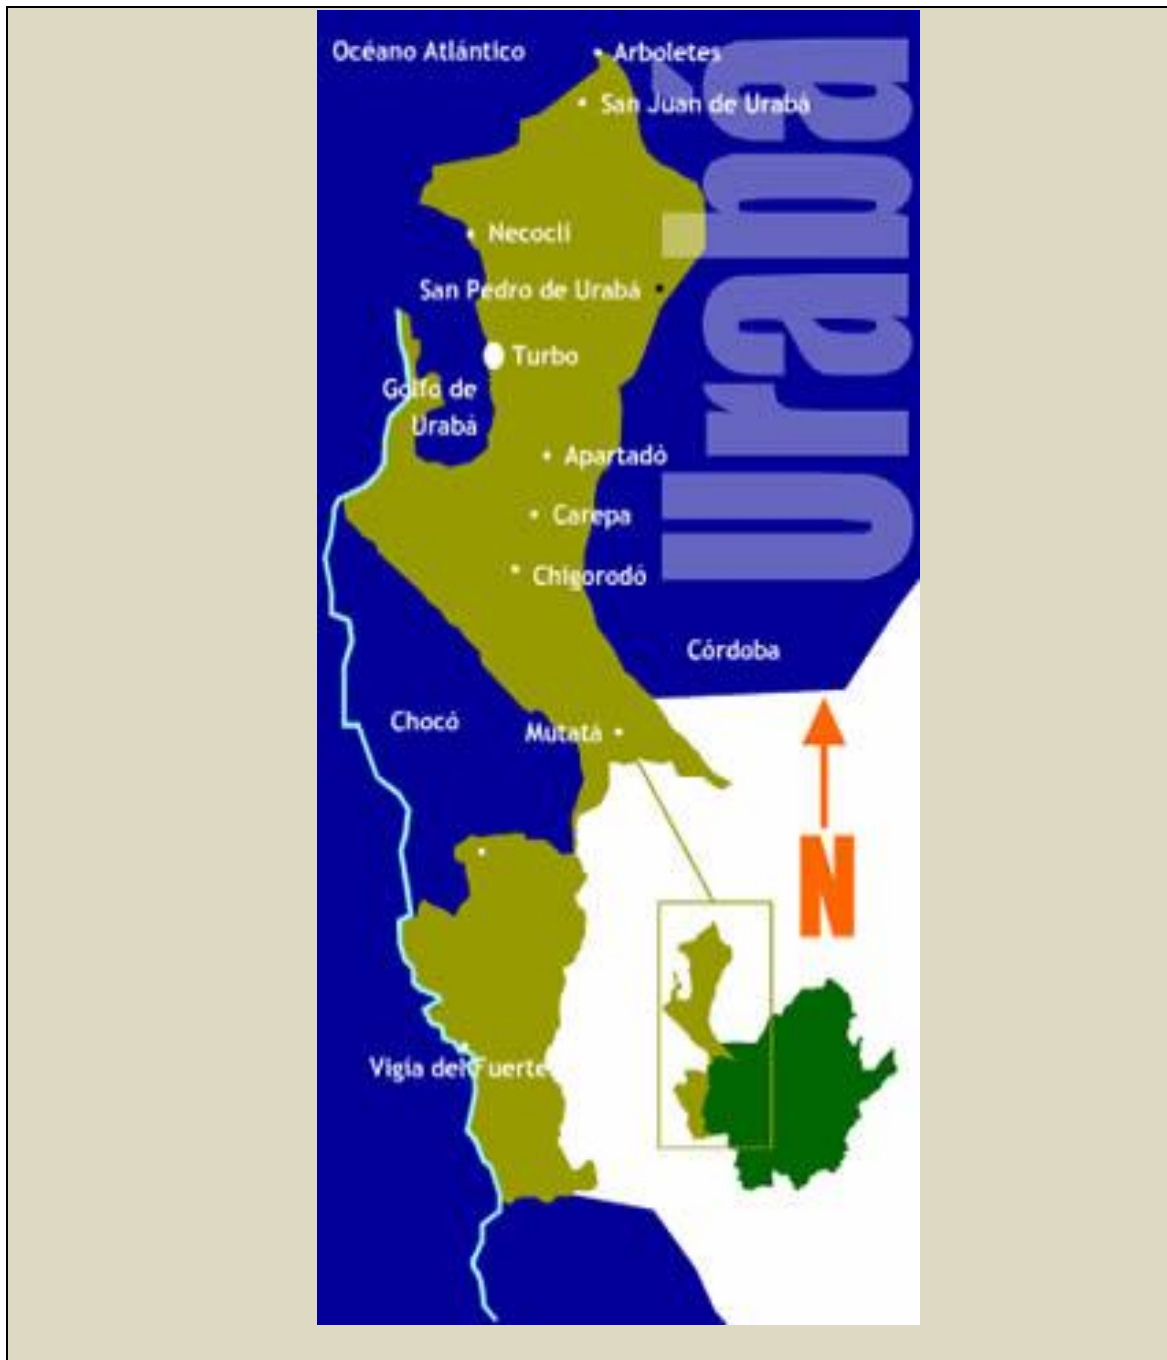 Océano Atlántico
Arboletes
San Juan de Urabá
Urabá
Necoclí
San Pedro de Urabá
Turbo
Golfo de
Urabá
Apartadò
Carepa
Chigorodó
Córdoba
Chocó
Mutatá
N
Vigía del Fuerte